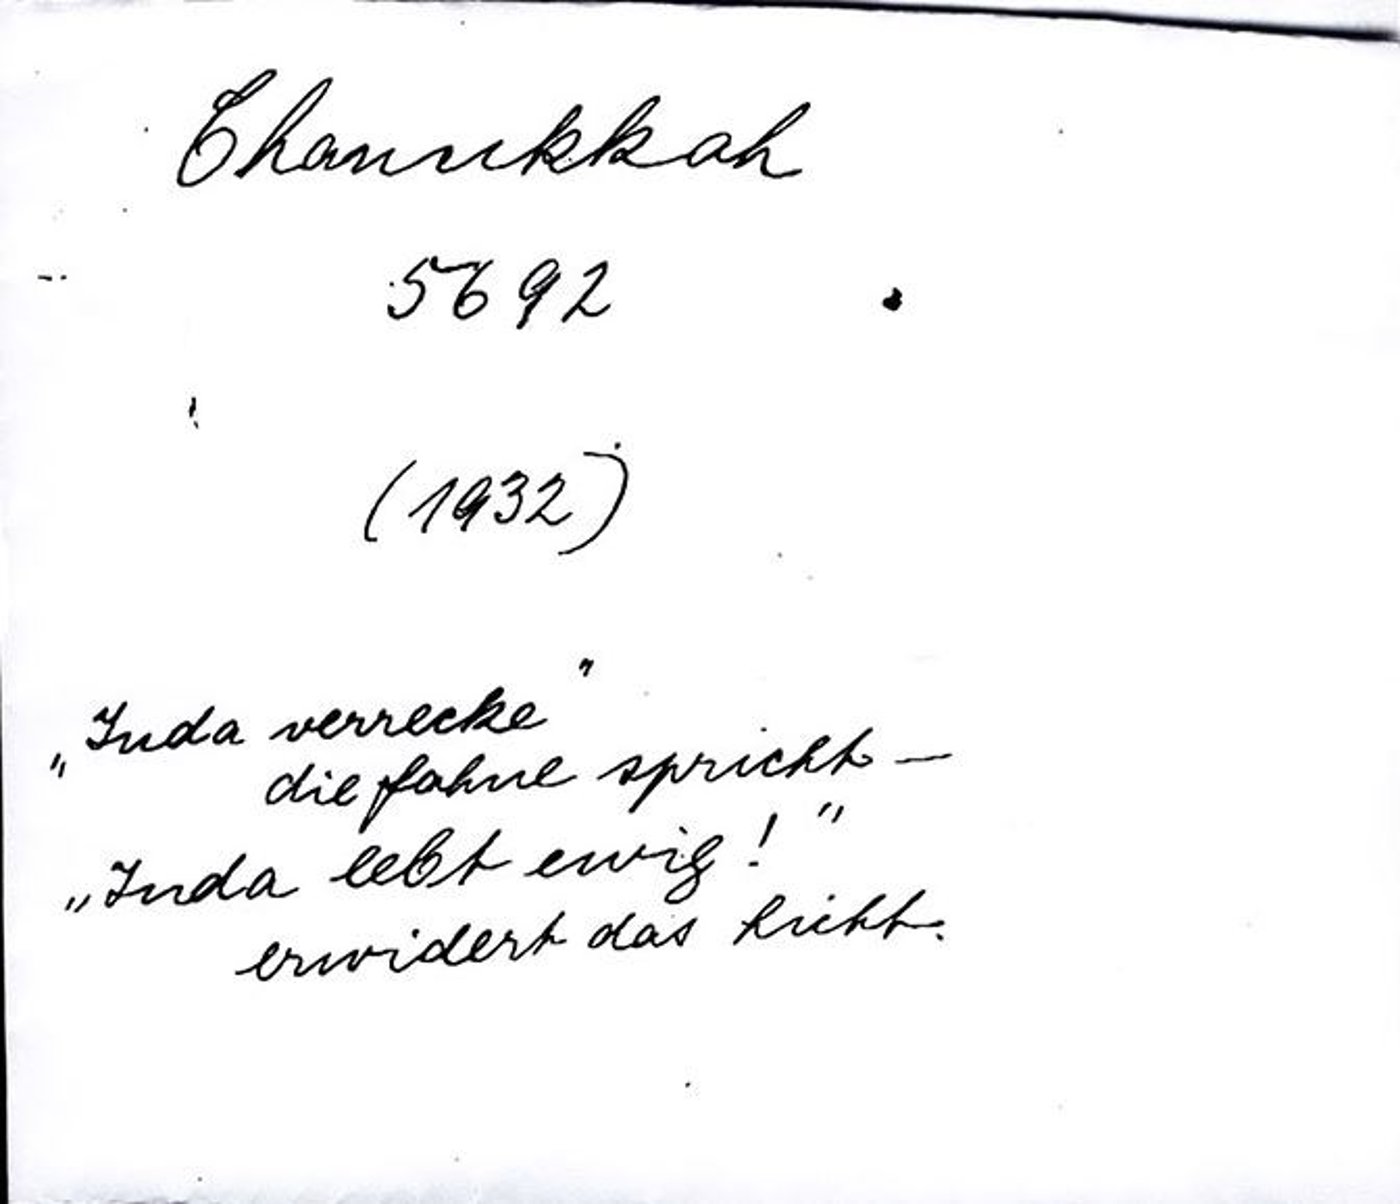 Chanukkah
5692
(1932)
„Juda verrecke”
die Fahne spricht —
„Juda lebt ewig!”
erwidert das Licht.